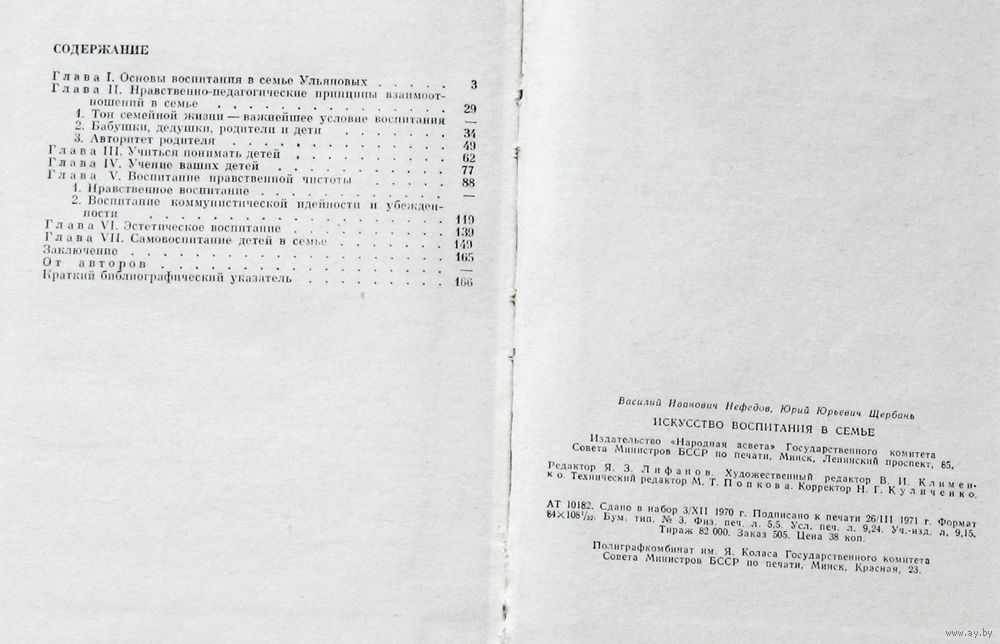 СОДЕРЖАНИЕ
Глава I. Основы воспитания в семье Ульяновых . . . . . 3
Глава II. Нравственно-педагогические принципы взаимоот-
ношений в семье . . . . . . . . . . . . . 29
1. Тон семейной жизни — важнейшее условие воспитания —
2. Бабушки, дедушки, родители и дети . . . . . . 34
3. Авторитет родителя . . . . . . . . . . . 49
Глава III. Учиться понимать детей . . . . . . . . 62
Глава IV. Учение ваших детей . . . . . . . . . 77
Глава V. Воспитание нравственной чистоты . . . . . . 88
1. Нравственное воспитание . . . . . . . . . —
2. Воспитание коммунистической идейности и убежден-
ности . . . . . . . . . . . . . . . 119
Глава VI. Эстетическое воспитание . . . . . . . . 139
Глава VII. Самовоспитание детей в семье . . . . . . 149
Заключение . . . . . . . . . . . . . . . 165
От авторов . . . . . . . . . . . . . . . —
Краткий библиографический указатель . . . . . . . 166
Василий Иванович Нефедов, Юрий Юрьевич Щербань
ИСКУССТВО ВОСПИТАНИЯ В СЕМЬЕ
Издательство «Народная асвета» Государственного комитета
Совета Министров БССР по печати, Минск, Ленинский проспект, 85.
Редактор Я. З. Лифанов. Художественный редактор В. И. Климен-
ко. Технический редактор М. Т. Попкова. Корректор Н. Г. Куличенко.
АТ 10182. Сдано в набор 3/XII 1970 г. Подписано к печати 26/III 1971 г. Формат
84×108¹/₃₂. Бум. тип. № 3. Физ. печ. л. 5,5. Усл. печ. л. 9,24. Уч.-изд. л. 9,15.
Тираж 82 000. Заказ 505. Цена 38 коп.
Полиграфкомбинат им. Я. Коласа Государственного комитета
Совета Министров БССР по печати, Минск, Красная, 23.
www.ay.by